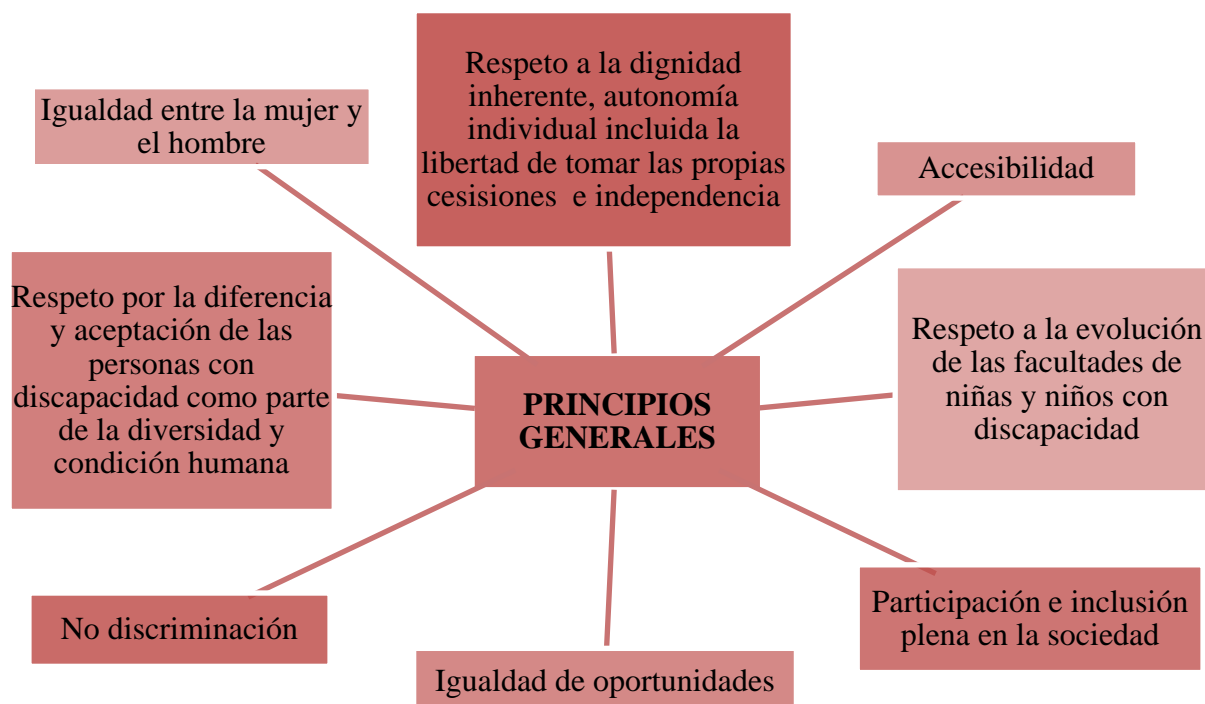 Respeto a la dignidad
inherente, autonomía
individual incluida la
libertad de tomar las propias
cesisiones e independencia
Igualdad entre la mujer y
el hombre
Accesibilidad
Respeto por la diferencia
y aceptación de las
personas con
discapacidad como parte
de la diversidad y
condición humana
Respeto a la evolución
de las facultades de
niñas y niños con
discapacidad
PRINCIPIOS
GENERALES
No discriminación
Participación e inclusión
plena en la sociedad
Igualdad de oportunidades